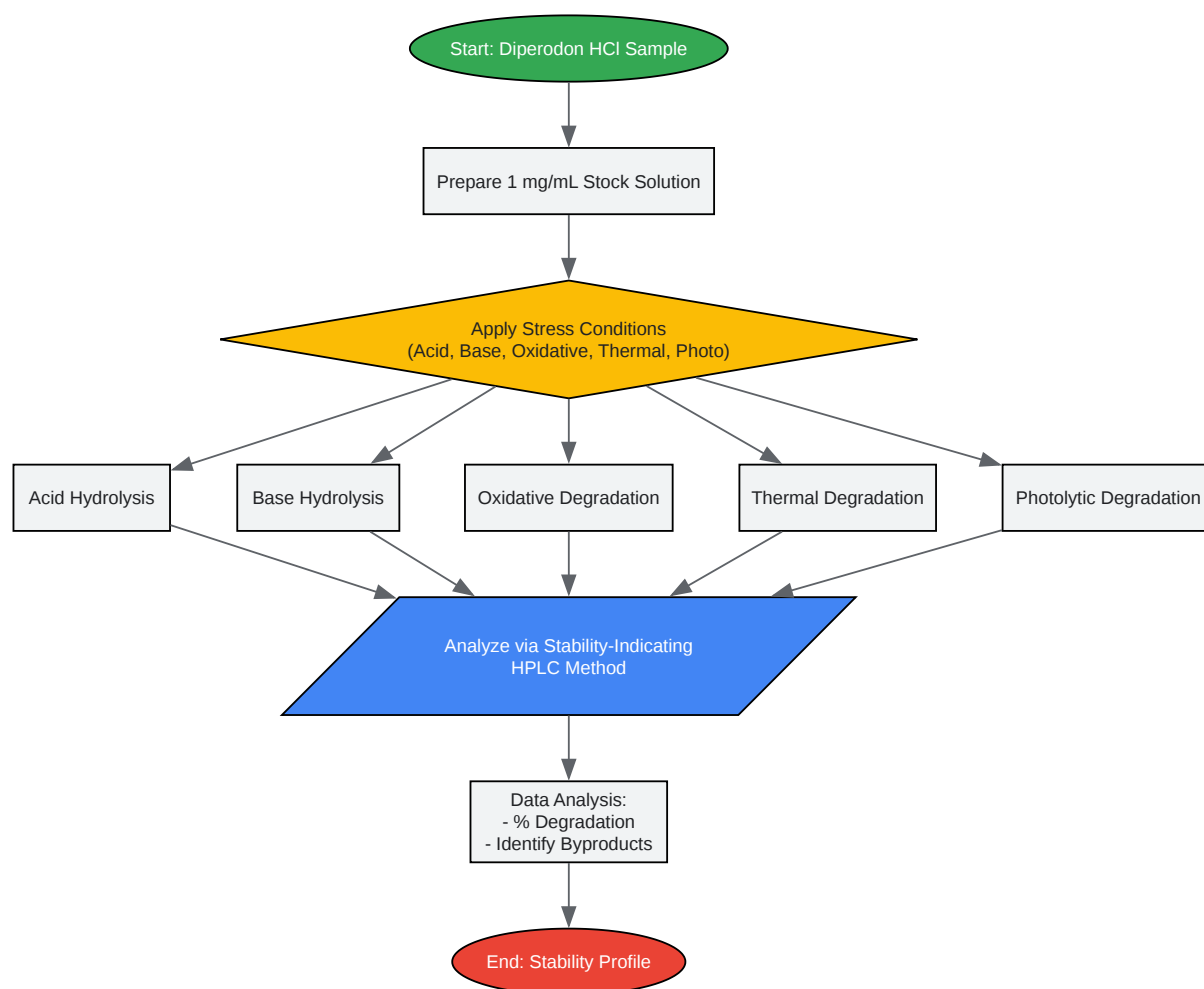 Start: Diperodon HCl Sample
Prepare 1 mg/mL Stock Solution
Apply Stress Conditions
(Acid, Base, Oxidative, Thermal, Photo)
Acid Hydrolysis
Base Hydrolysis
Oxidative Degradation
Thermal Degradation
Photolytic Degradation
Analyze via Stability-Indicating
HPLC Method
Data Analysis:
- % Degradation
- Identify Byproducts
End: Stability Profile